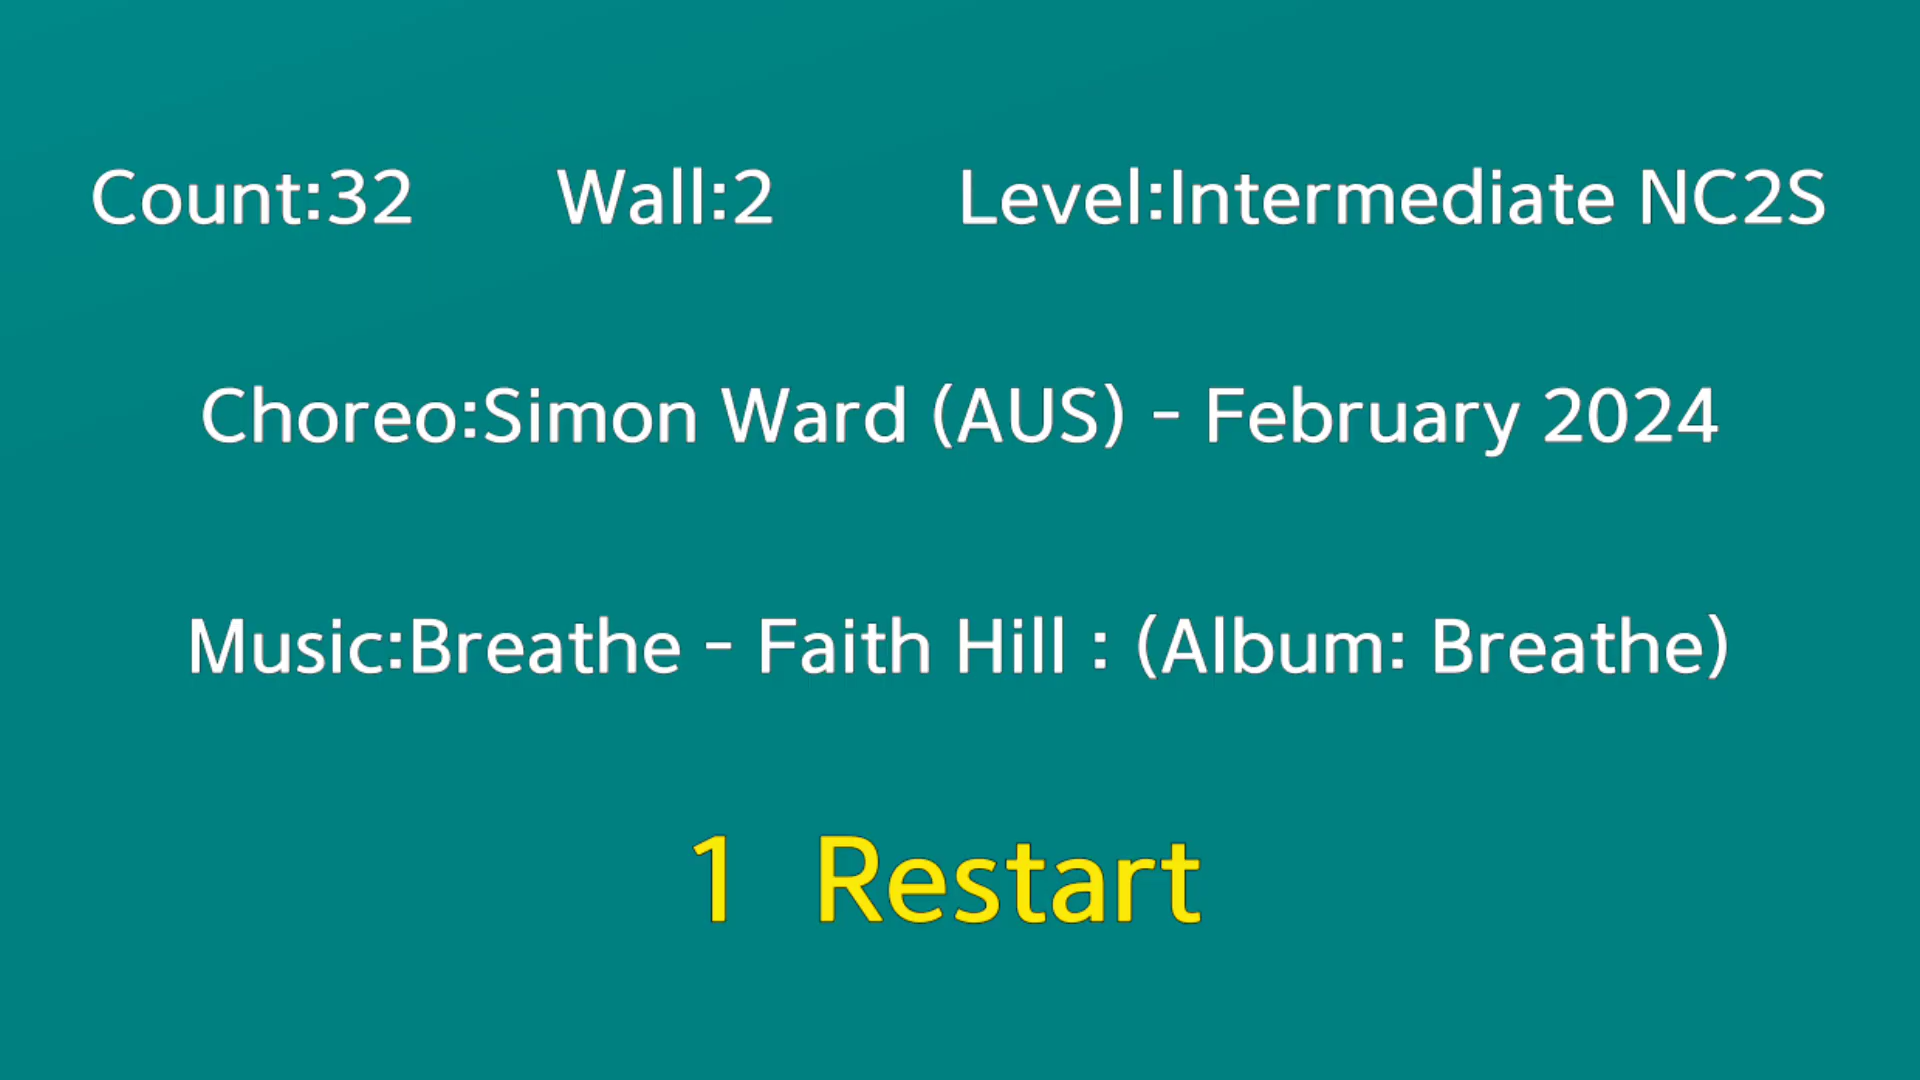 Count:32 Wall:2 Level:Intermediate NC2S
Choreo:Simon Ward (AUS) - February 2024
Music:Breathe - Faith Hill : (Album: Breathe)
1 Restart